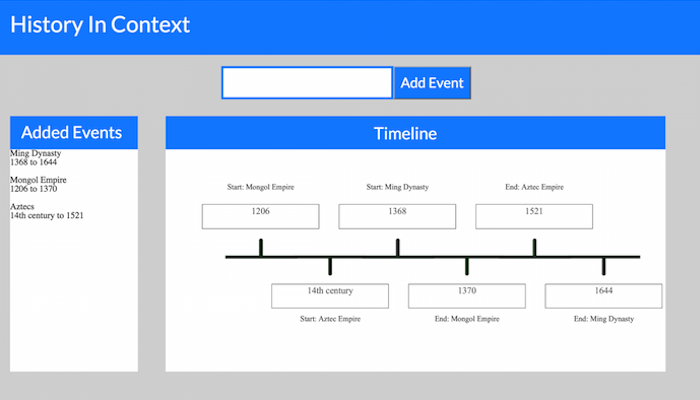 History In Context
Add Event
Added Events
Ming Dynasty
1368 to 1644
Mongol Empire
1206 to 1370
Aztecs
14th century to 1521
Timeline
Start: Mongol Empire
Start: Ming Dynasty
End: Aztec Empire
1206
1368
1521
14th century
1370
1644
Start: Aztec Empire
End: Mongol Empire
End: Ming Dynasty